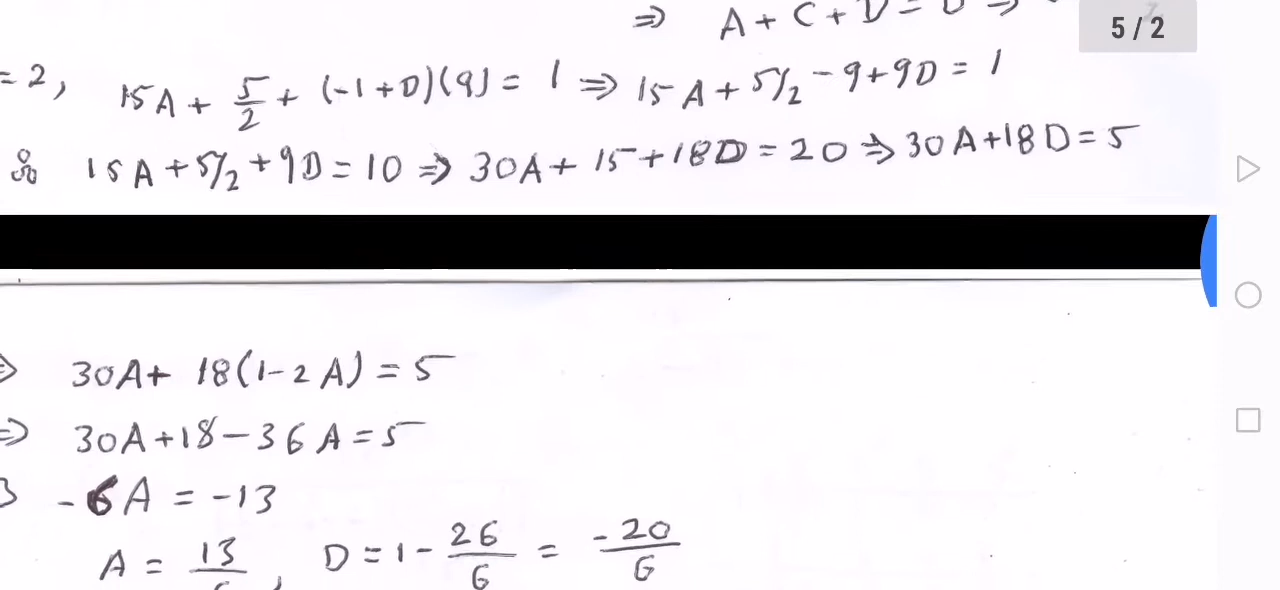 ⇒ A + C + D = 0 ⇒
5 / 2
= 2, 15A + 5/2 + (-1+D)(9) = 1 ⇒ 15A + 5/2 - 9 + 9D = 1
∴ 15A + 5/2 + 9D = 10 ⇒ 30A + 15 + 18D = 20 ⇒ 30A + 18D = 5
⇒ 30A + 18(1 - 2A) = 5
⇒ 30A + 18 - 36A = 5
-6A = -13
A = 13/6, D = 1 - 26/6 = -20/6